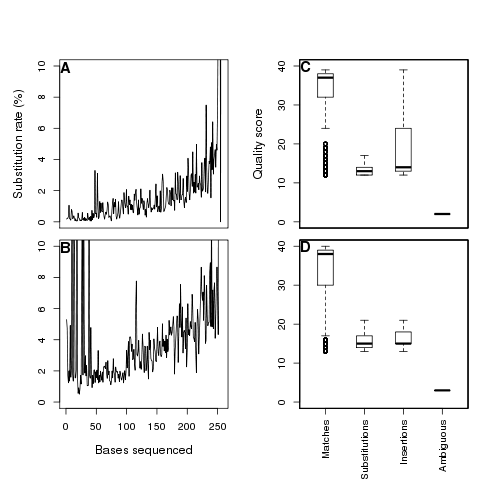 A
C
10
8
6
4
2
0
Substitution rate (%)
40
30
20
10
0
Quality score
B
D
10
8
6
4
2
0
40
30
20
10
0
0 50 100 150 200 250
Bases sequenced
Matches
Substitutions
Insertions
Ambiguous